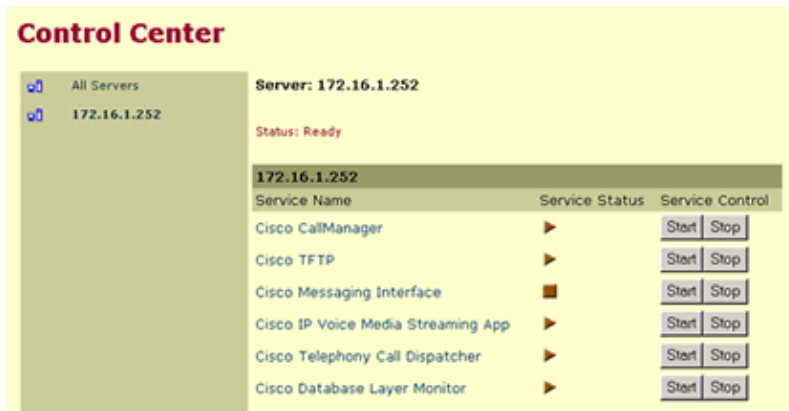 Control Center
All Servers
172.16.1.252
Server: 172.16.1.252
Status: Ready
172.16.1.252
Service Name Service Status Service Control
Cisco CallManager Start Stop
Cisco TFTP Start Stop
Cisco Messaging Interface Start Stop
Cisco IP Voice Media Streaming App Start Stop
Cisco Telephony Call Dispatcher Start Stop
Cisco Database Layer Monitor Start Stop